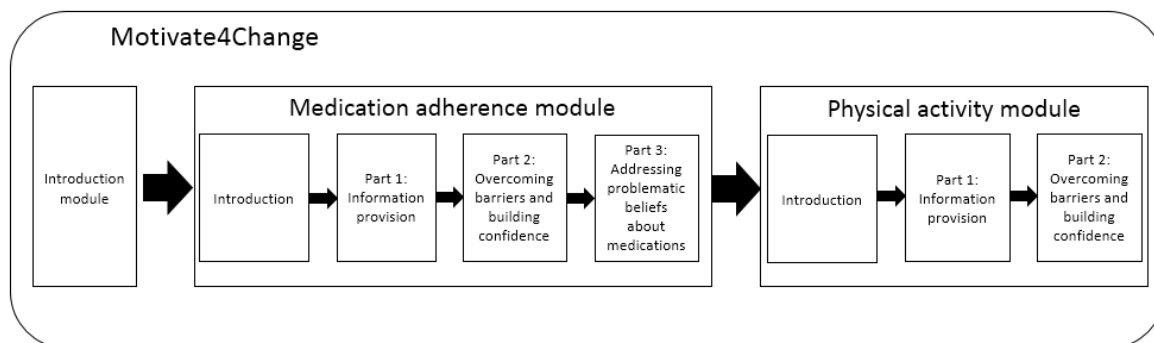 Motivate4Change
Introduction
module
Medication adherence module
Introduction
Part 1:
Information
provision
Part 2:
Overcoming
barriers and
building
confidence
Part 3:
Addressing
problematic
beliefs
about
medications
Physical activity module
Introduction
Part 1:
Information
provision
Part 2:
Overcoming
barriers and
building
confidence